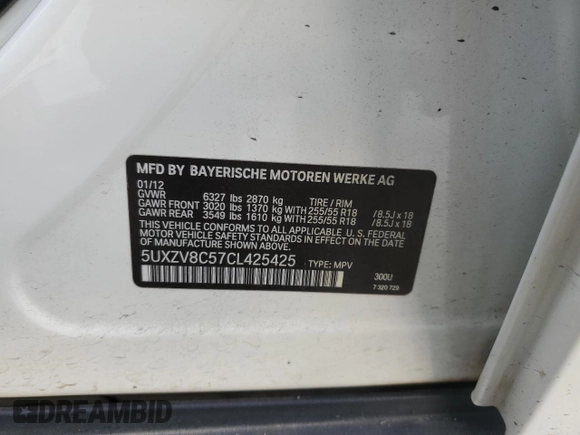 MFD BY BAYERISCHE MOTOREN WERKE AG
01/12
GVWR 6327 lbs 2870 kg TIRE / RIM
GAWR FRONT 3020 lbs 1370 kg WITH 255/55 R18 /8.5J x 18
GAWR REAR 3549 lbs 1610 kg WITH 255/55 R18 /8.5J x 18
THIS VEHICLE CONFORMS TO ALL APPLICABLE U.S. FEDERAL
MOTOR VEHICLE SAFETY STANDARDS IN EFFECT ON THE DATE OF
MANUFACTURE SHOWN ABOVE.
5UXZV8C57CL425425 TYPE: MPV
300U
7 320 729
DREAMBID